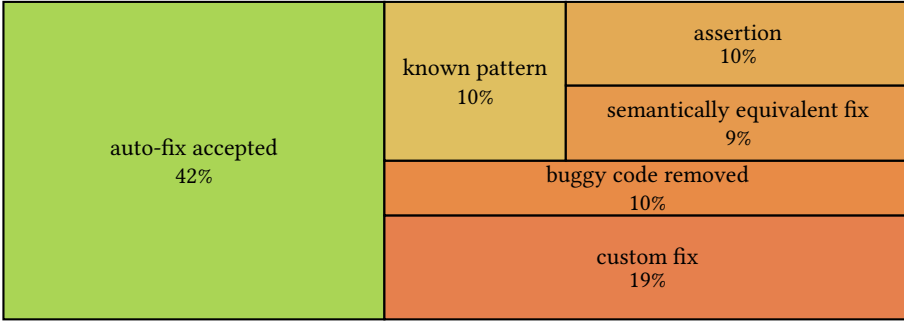 auto-fix accepted
42%
known pattern
10%
assertion
10%
semantically equivalent fix
9%
buggy code removed
10%
custom fix
19%